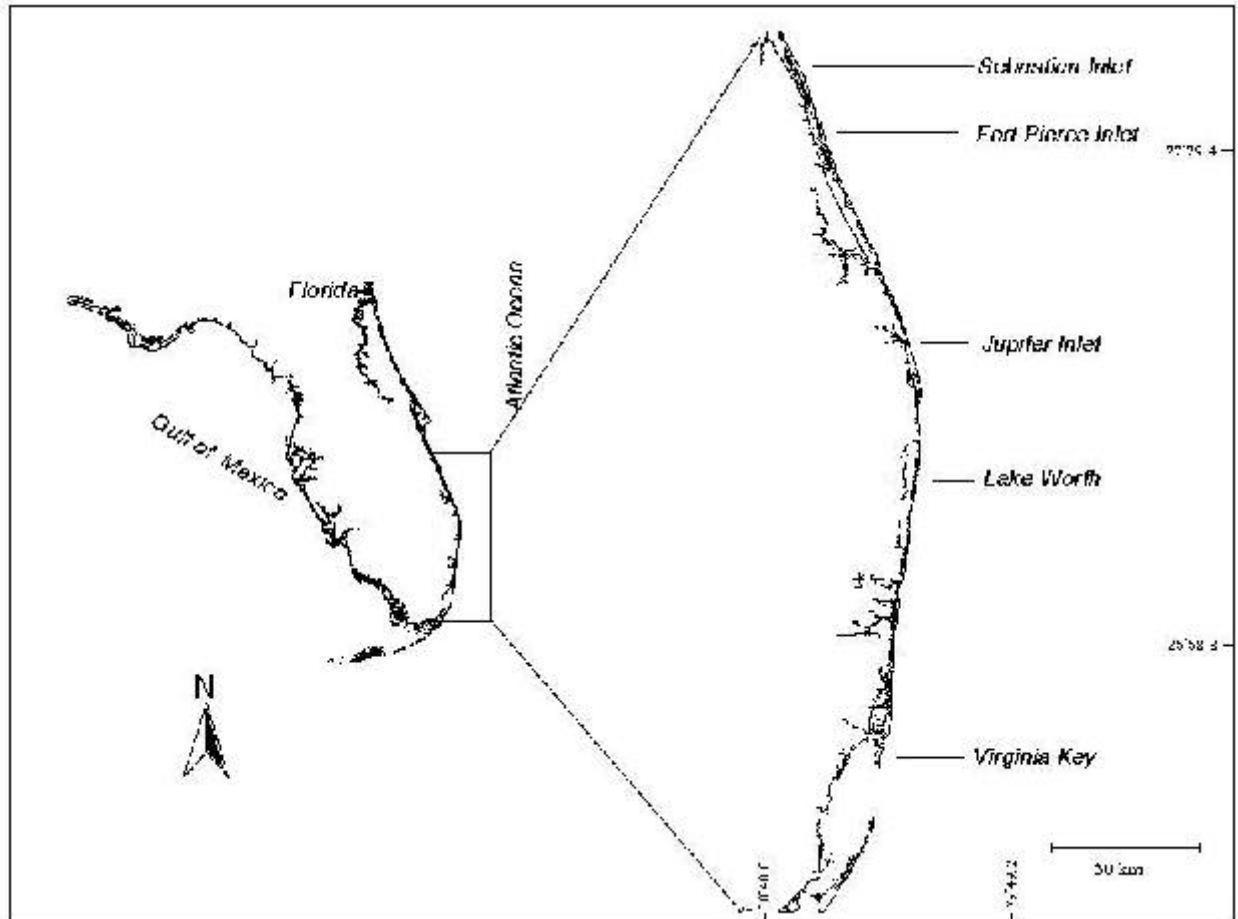 Sebastian Inlet
Fort Pierce Inlet
Florida
Atlantic Ocean
Jupiter Inlet
Gulf of Mexico
Lake Worth
N
Virginia Key
50 km